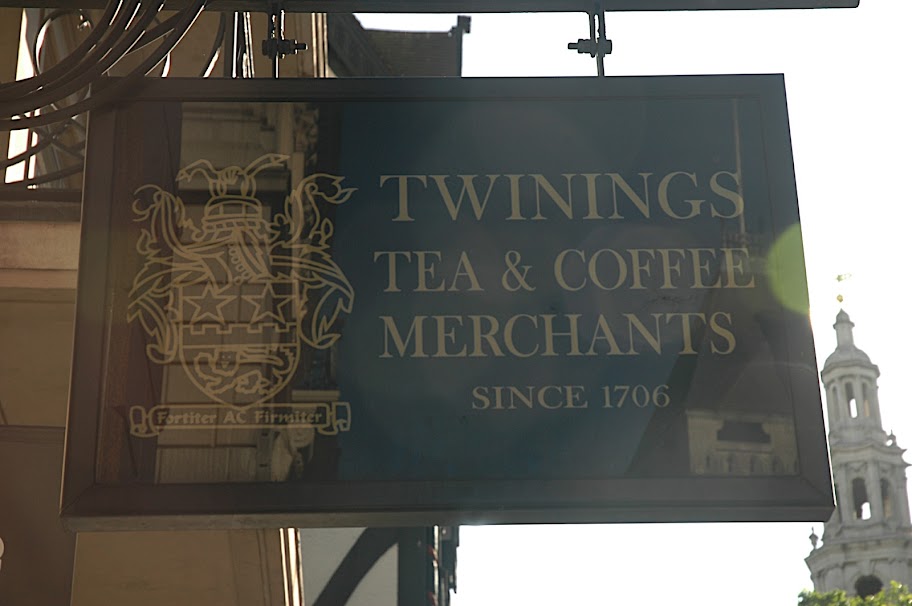 TWININGS
TEA & COFFEE
MERCHANTS
SINCE 1706
Fortiter AC Firmiter